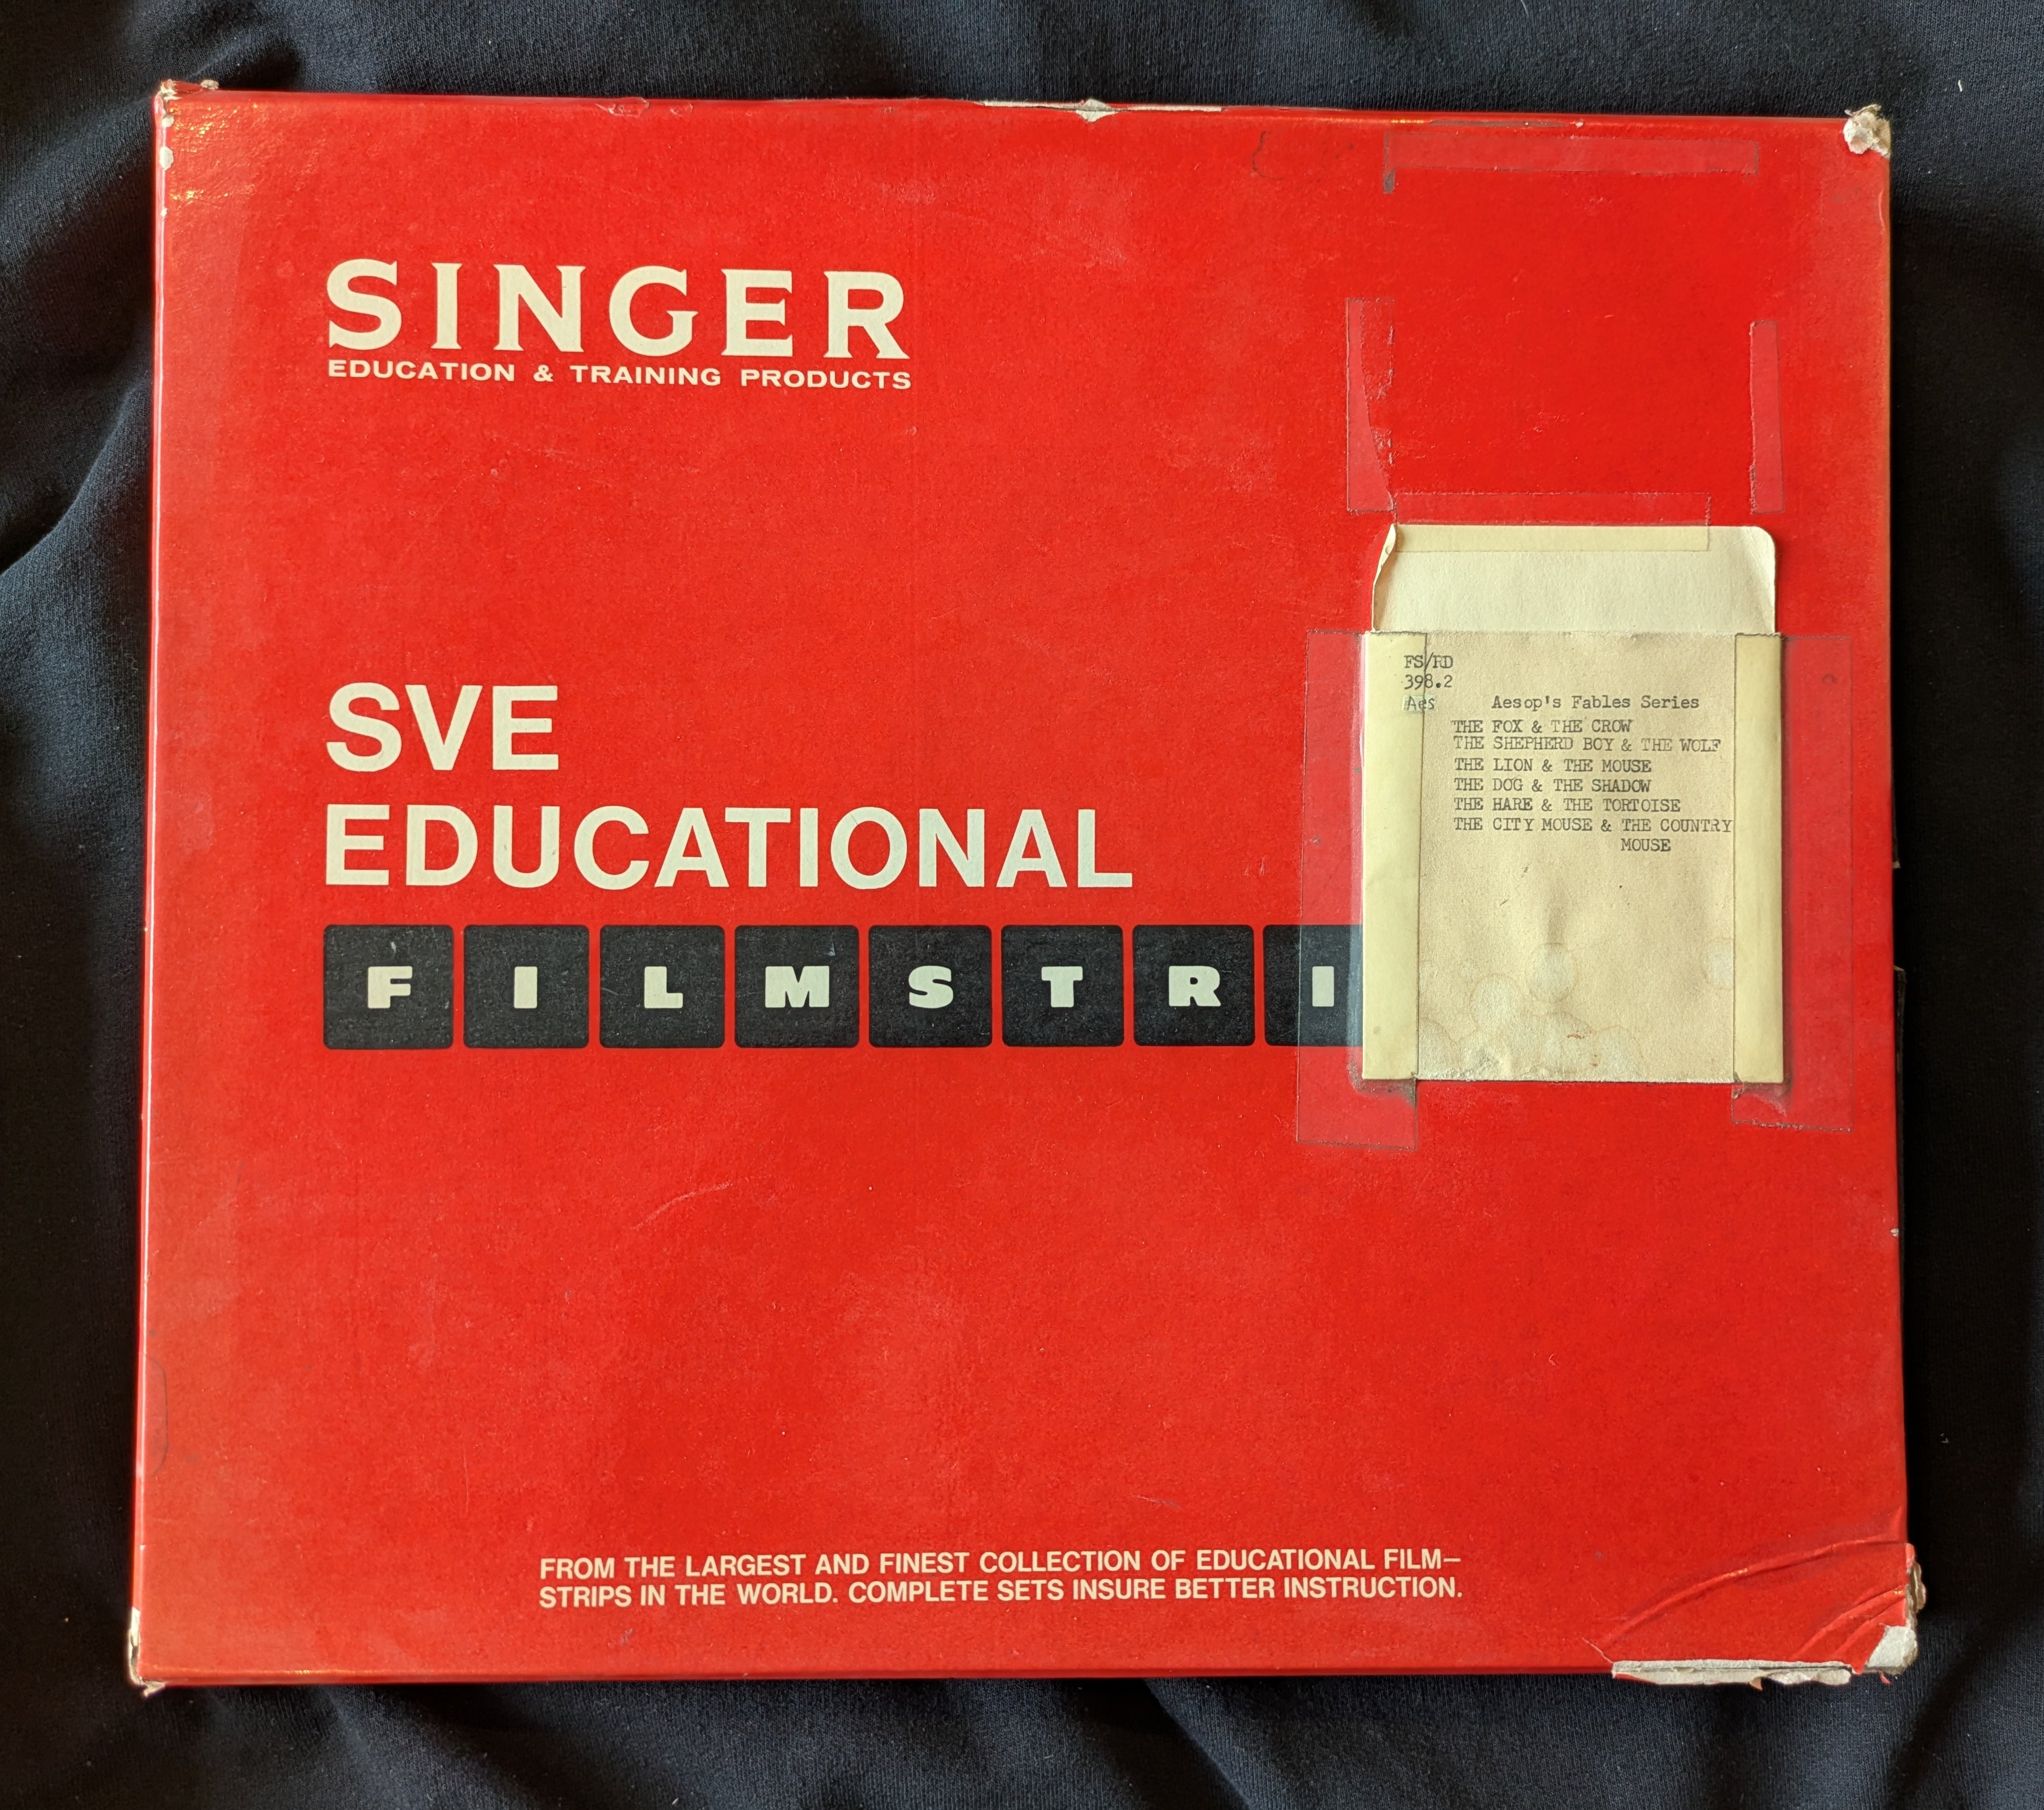 SINGER
EDUCATION & TRAINING PRODUCTS
SVE
EDUCATIONAL
FILMSTRI
FS/RD
398.2
Aes
Aesop's Fables Series
THE FOX & THE CROW
THE SHEPHERD BOY & THE WOLF
THE LION & THE MOUSE
THE DOG & THE SHADOW
THE HARE & THE TORTOISE
THE CITY MOUSE & THE COUNTRY
MOUSE
FROM THE LARGEST AND FINEST COLLECTION OF EDUCATIONAL FILM–
STRIPS IN THE WORLD. COMPLETE SETS INSURE BETTER INSTRUCTION.